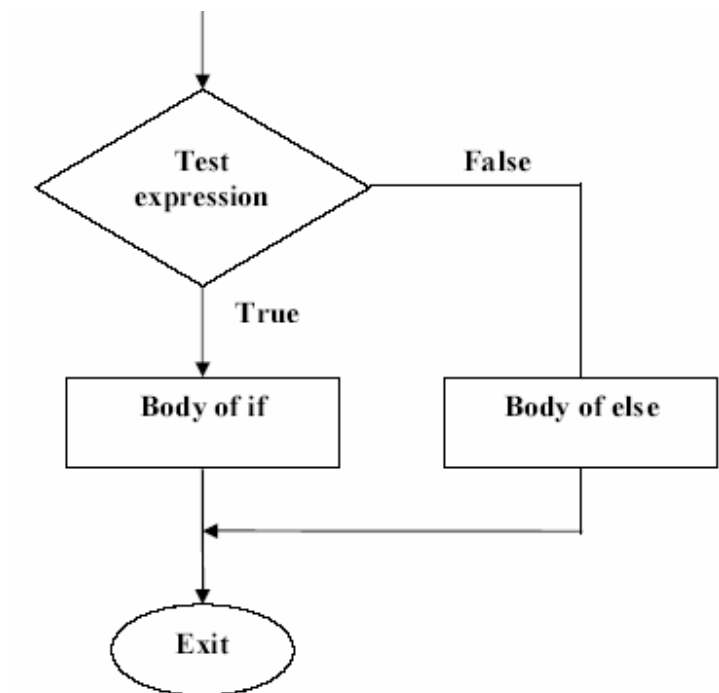 Test
expression
False
True
Body of if
Body of else
Exit